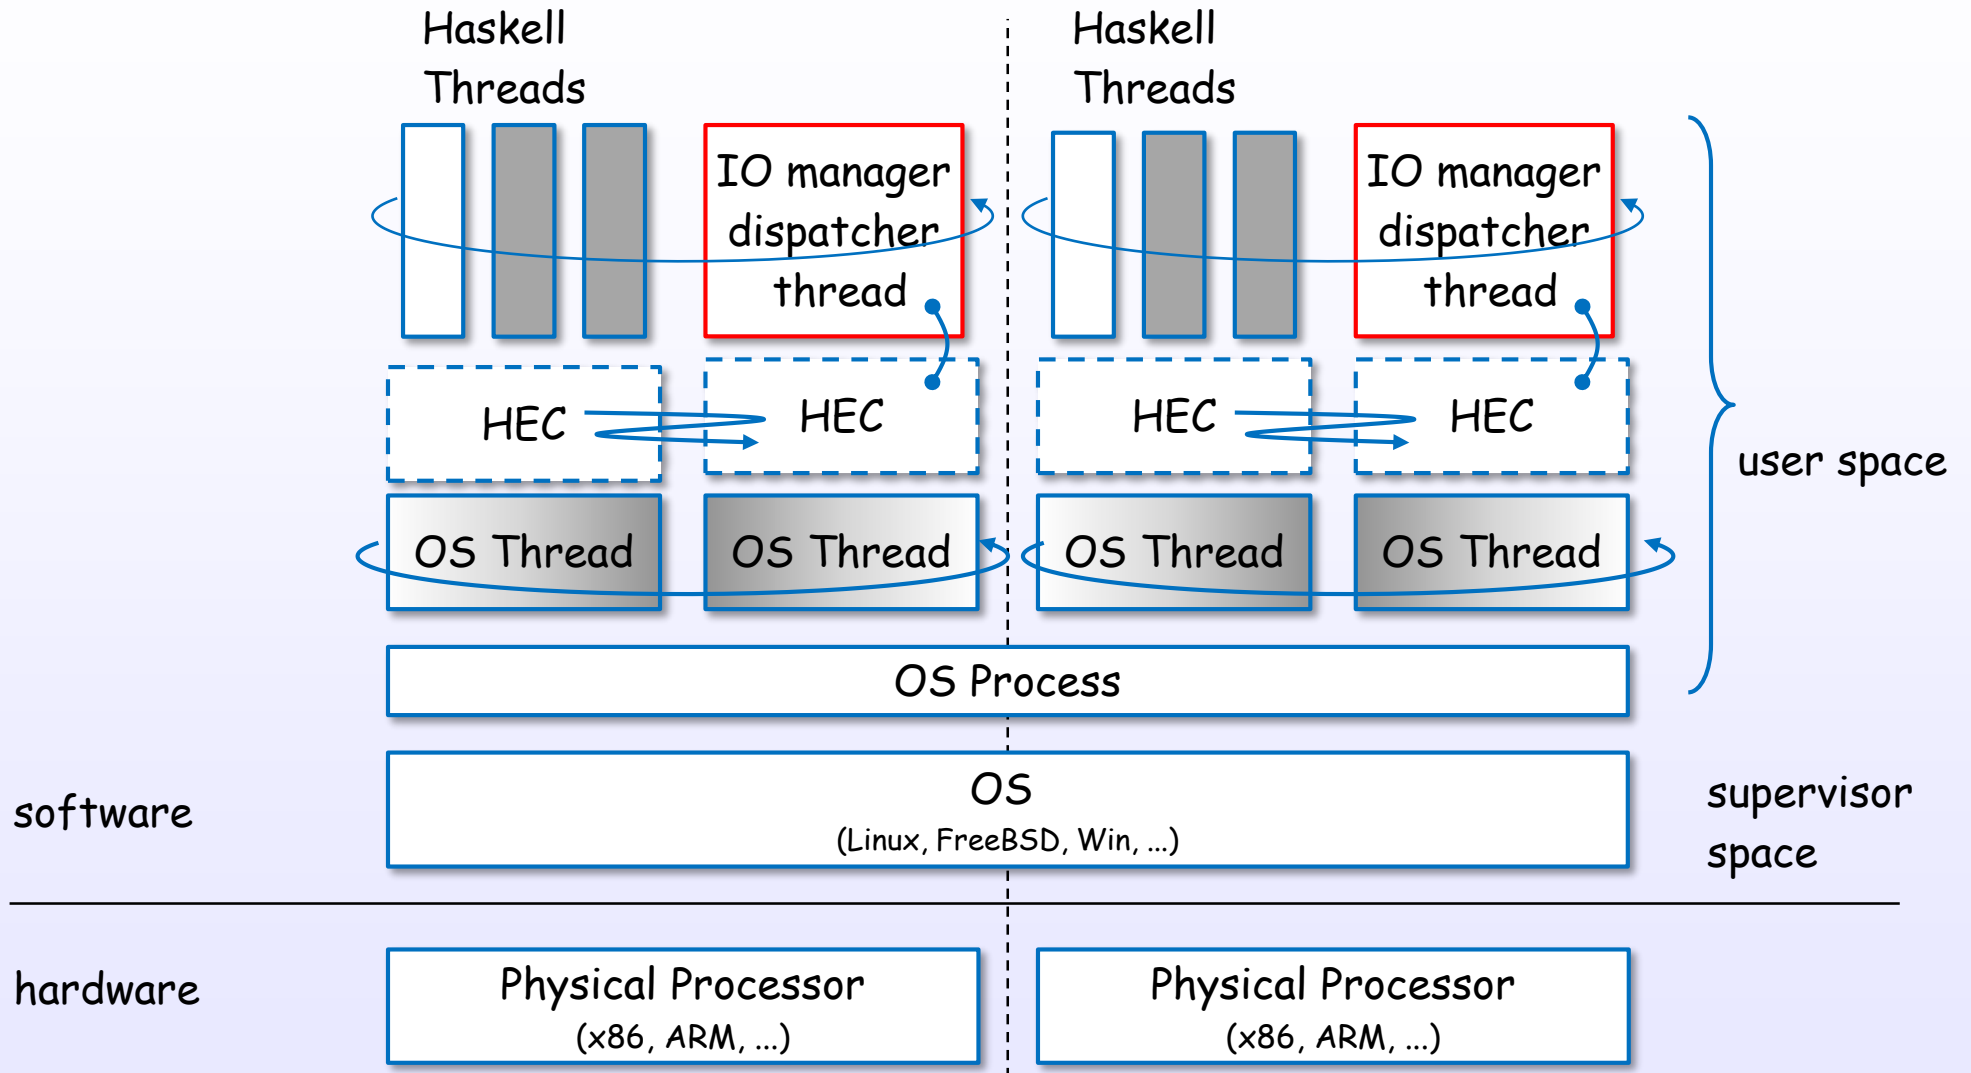 Haskell
Threads
Haskell
Threads
IO manager
dispatcher
thread
IO manager
dispatcher
thread
HEC
HEC
HEC
HEC
user space
OS Thread
OS Thread
OS Thread
OS Thread
OS Process
OS
(Linux, FreeBSD, Win, ...)
software
supervisor
space
hardware
Physical Processor
(x86, ARM, ...)
Physical Processor
(x86, ARM, ...)